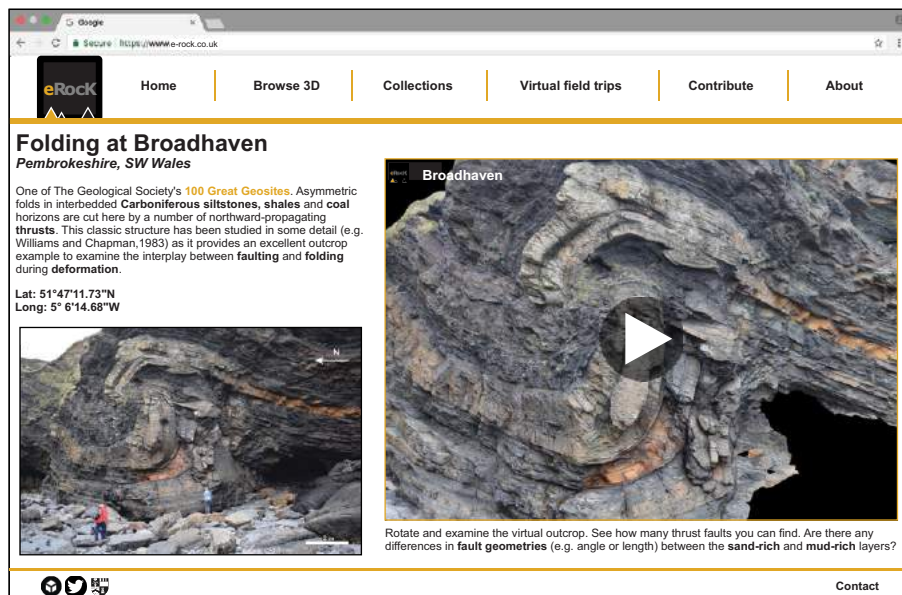 Google ×
Secure https://www.e-rock.co.uk
eRocK
Home Browse 3D Collections Virtual field trips Contribute About
Folding at Broadhaven
Pembrokeshire, SW Wales
One of The Geological Society's 100 Great Geosites. Asymmetric
folds in interbedded Carboniferous siltstones, shales and coal
horizons are cut here by a number of northward-propagating
thrusts. This classic structure has been studied in some detail (e.g.
Williams and Chapman,1983) as it provides an excellent outcrop
example to examine the interplay between faulting and folding
during deformation.
Lat: 51°47'11.73"N
Long: 5° 6'14.68"W
N
eRocK
Broadhaven
Rotate and examine the virtual outcrop. See how many thrust faults you can find. Are there any
differences in fault geometries (e.g. angle or length) between the sand-rich and mud-rich layers?
Contact